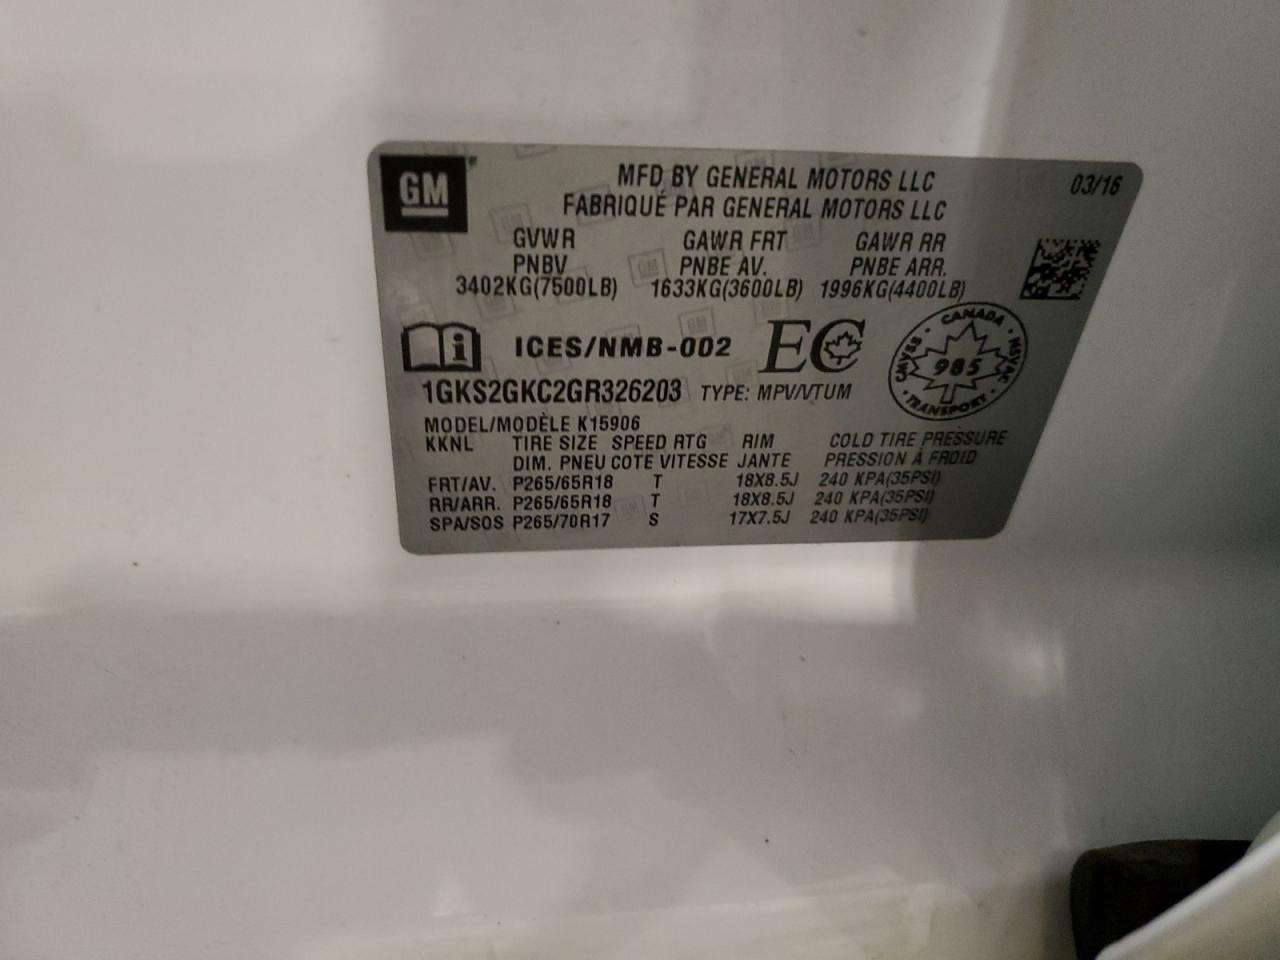 GM
MFD BY GENERAL MOTORS LLC
03/16
FABRIQUÉ PAR GENERAL MOTORS LLC
GVWR GAWR FRT GAWR RR
PNBV PNBE AV. PNBE ARR.
3402KG(7500LB) 1633KG(3600LB) 1996KG(4400LB)
ICES/NMB-002 EC
CANADA
CMVSS 985 NSVAC
TRANSPORT
1GKS2GKC2GR326203 TYPE: MPV/VTUM
MODEL/MODÈLE K15906
KKNL TIRE SIZE SPEED RTG RIM COLD TIRE PRESSURE
DIM. PNEU COTE VITESSE JANTE PRESSION À FROID
FRT/AV. P265/65R18 T 18X8.5J 240 KPA(35PSI)
RR/ARR. P265/65R18 T 18X8.5J 240 KPA(35PSI)
SPA/SOS P265/70R17 S 17X7.5J 240 KPA(35PSI)